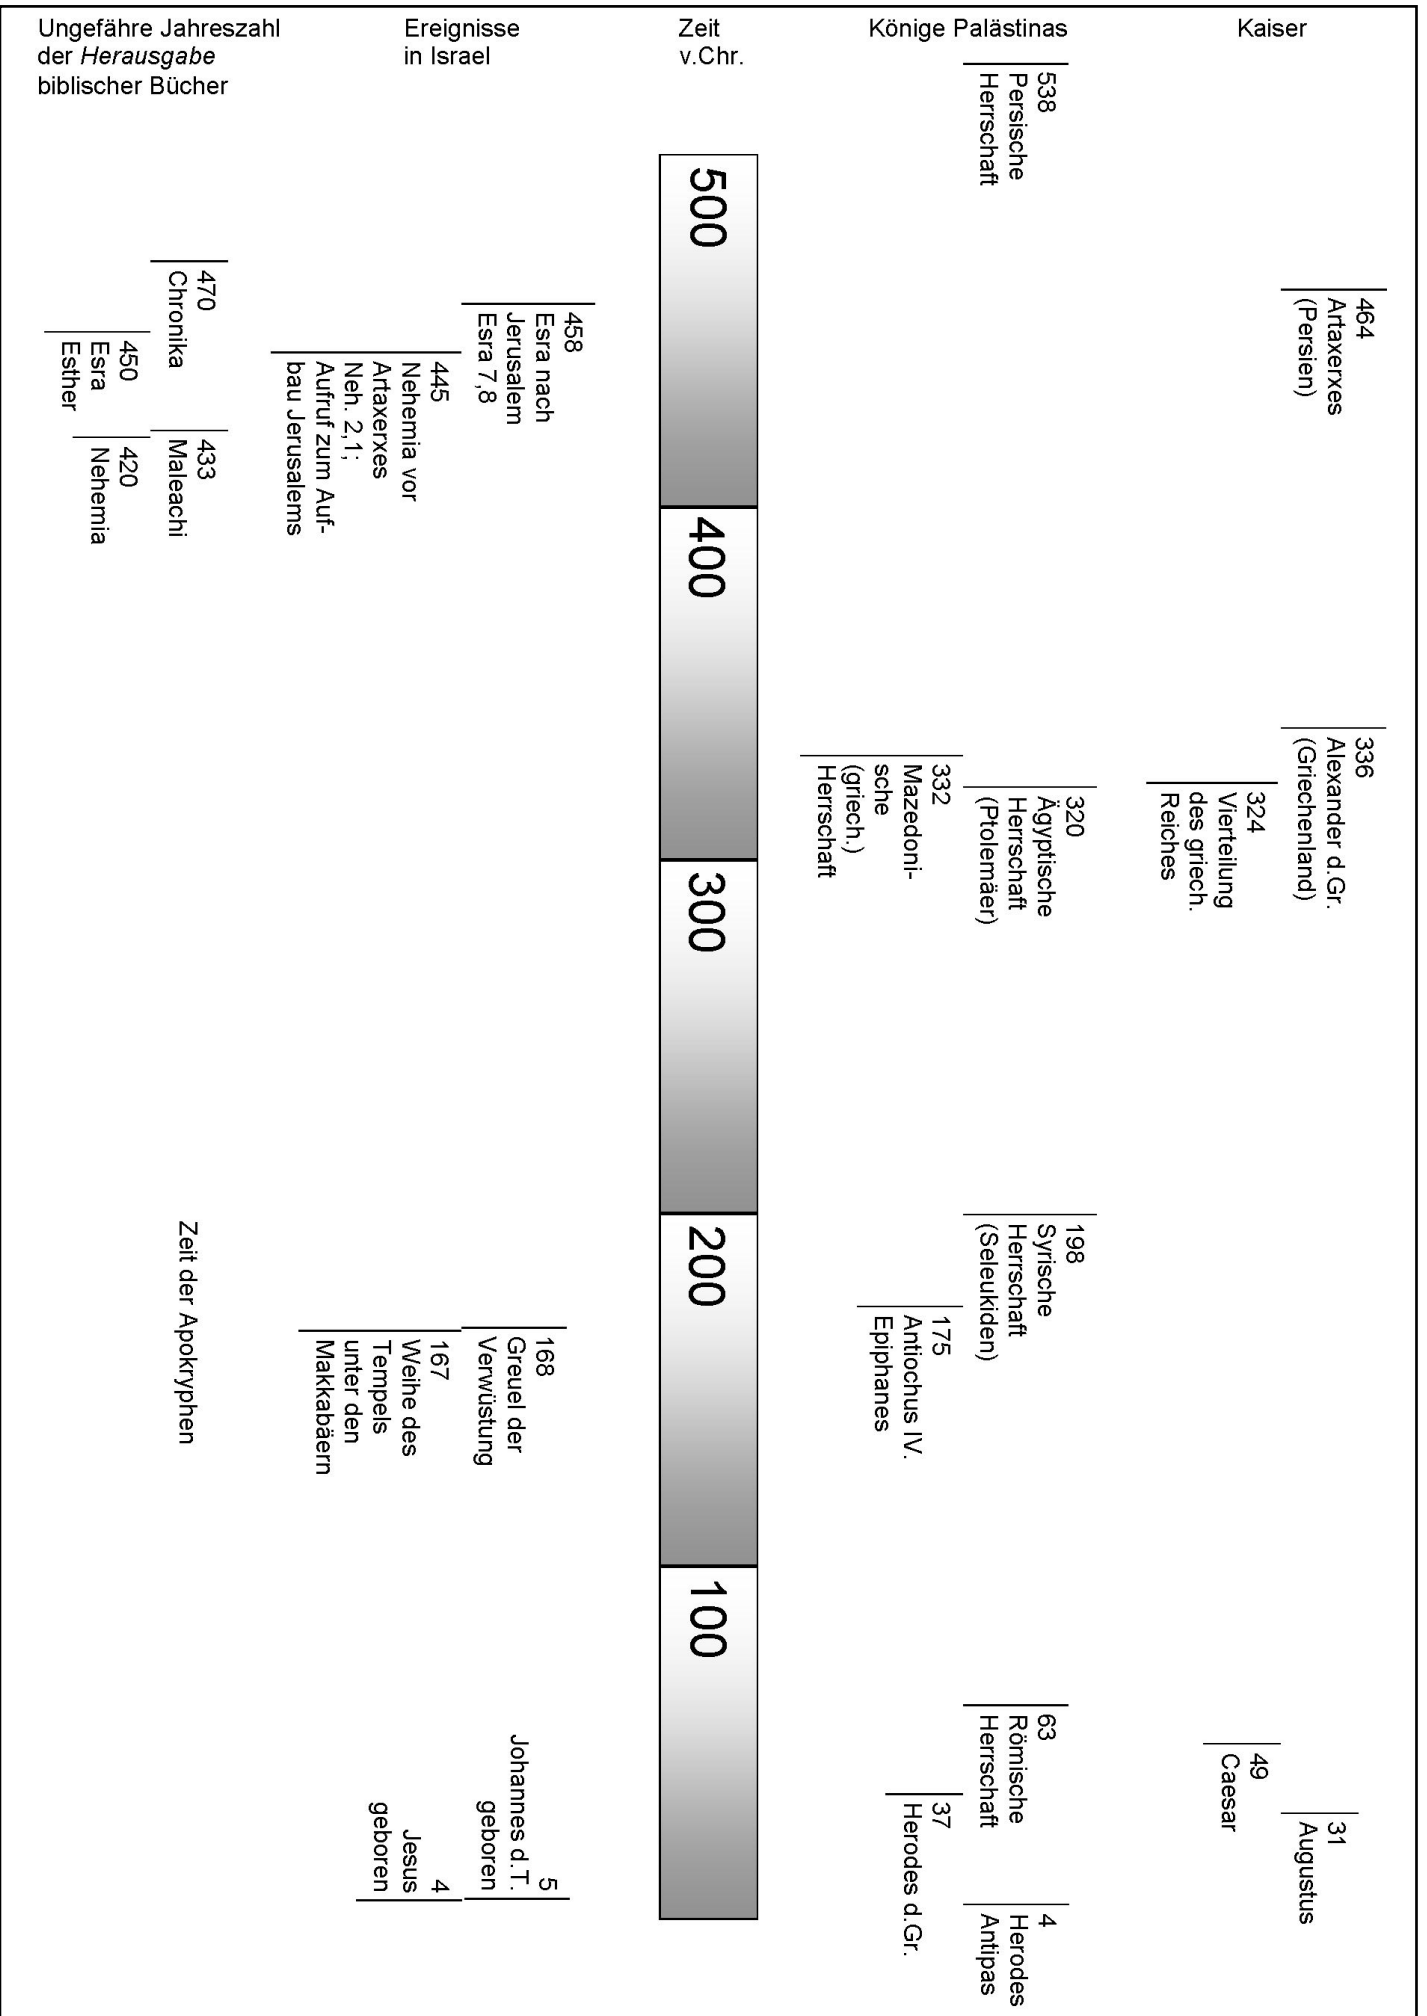 Ungefähre Jahreszahl
der Herausgabe
biblischer Bücher
Ereignisse
in Israel
Zeit
v.Chr.
Könige Palästinas
Kaiser
470
Chronika
450
Esra
Esther
433
Maleachi
420
Nehemia
Zeit der Apokryphen
458
Esra nach
Jerusalem
Esra 7,8
445
Nehemia vor
Artaxerxes
Neh. 2,1;
Aufruf zum Auf-
bau Jerusalems
168
Greuel der
Verwüstung
167
Weihe des
Tempels
unter den
Makkabäern
5
Johannes d.T.
geboren
4
Jesus
geboren
500
400
300
200
100
538
Persische
Herrschaft
332
Mazedoni-
sche
(griech.)
Herrschaft
320
Ägyptische
Herrschaft
(Ptolemäer)
198
Syrische
Herrschaft
(Seleukiden)
175
Antiochus IV.
Epiphanes
63
Römische
Herrschaft
37
Herodes d.Gr.
4
Herodes
Antipas
464
Artaxerxes
(Persien)
336
Alexander d.Gr.
(Griechenland)
324
Vierteilung
des griech.
Reiches
49
Caesar
31
Augustus